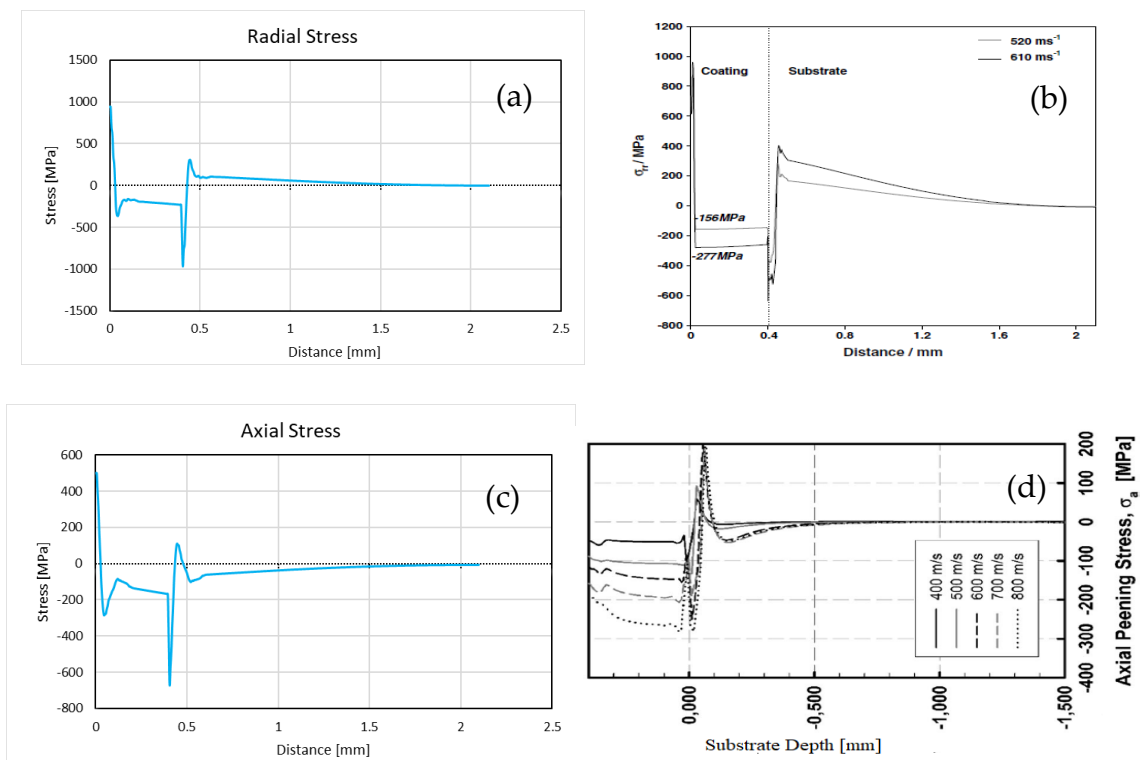 Radial Stress
(a)
Stress [MPa]
1500
1000
500
0
-500
-1000
-1500
0
0.5
1
1.5
2
2.5
Distance [mm]
(b)
520 ms⁻¹
610 ms⁻¹
Coating
Substrate
σrr/ MPa
1200
1000
800
600
400
200
0
-200
-400
-600
-800
-156MPa
-277MPa
0
0.4
0.8
1.2
1.6
2
Distance / mm
Axial Stress
(c)
Stress [MPa]
600
400
200
0
-200
-400
-600
-800
0
0.5
1
1.5
2
2.5
Distance [mm]
(d)
Axial Peening Stress, σa [MPa]
200
100
0
-100
-200
-300
-400
400 m/s
500 m/s
600 m/s
700 m/s
800 m/s
0,000
-0,500
-1,000
-1,500
Substrate Depth [mm]